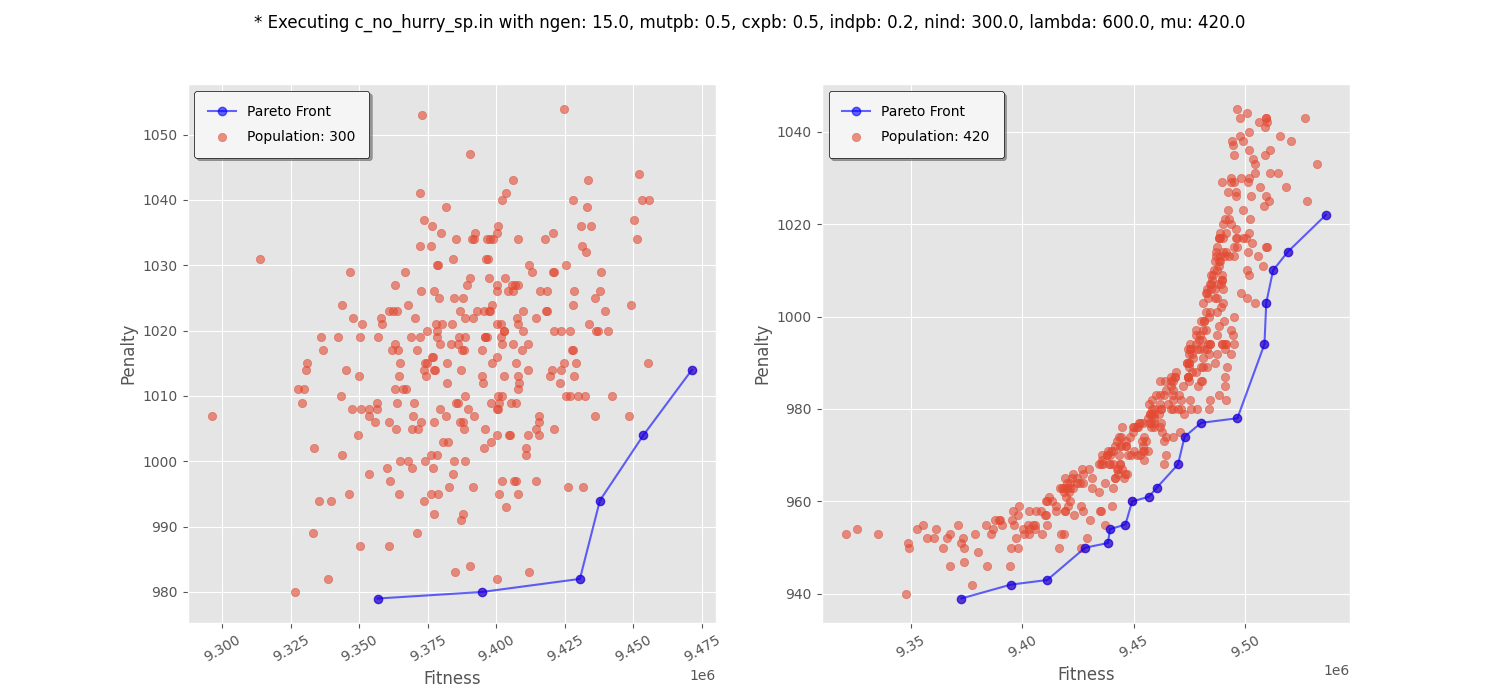 * Executing c_no_hurry_sp.in with ngen: 15.0, mutpb: 0.5, cxpb: 0.5, indpb: 0.2, nind: 300.0, lambda: 600.0, mu: 420.0
Pareto Front
Population: 300
1050
1040
1030
1020
1010
1000
990
980
Penalty
9.300
9.325
9.350
9.375
9.400
9.425
9.450
9.475
1e6
Fitness
Pareto Front
Population: 420
1040
1020
1000
980
960
940
Penalty
9.35
9.40
9.45
9.50
1e6
Fitness